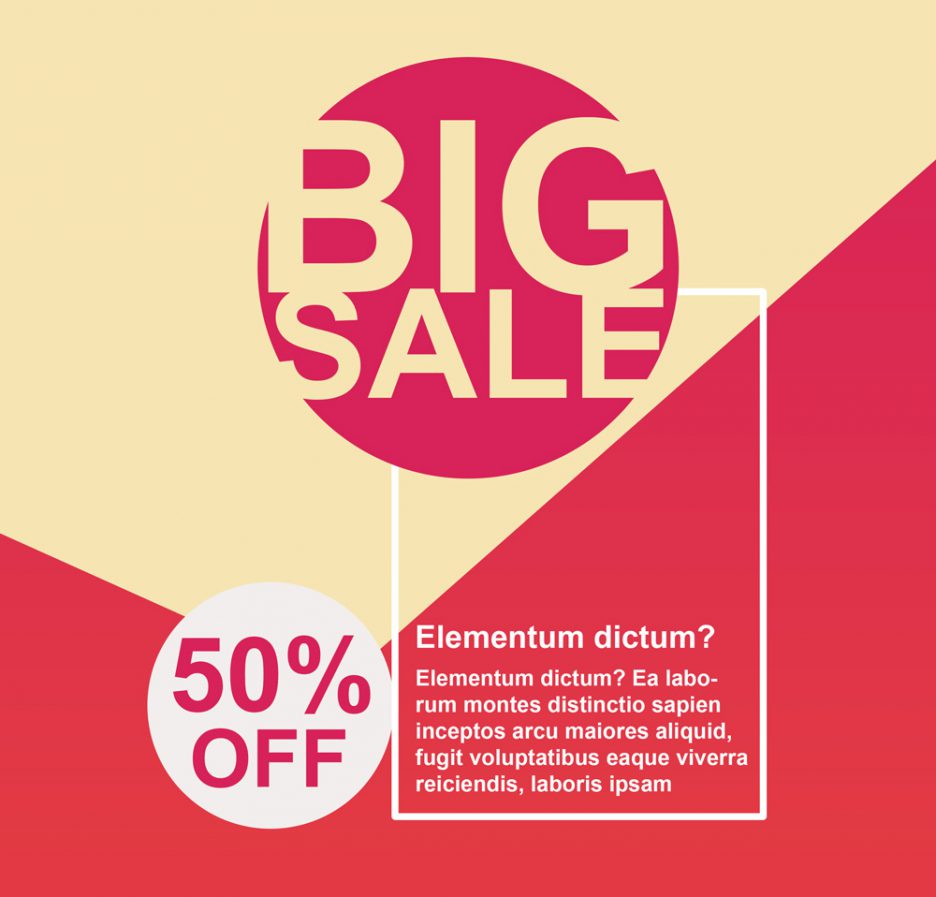 BIG
SALE
50%
OFF
Elementum dictum?
Elementum dictum? Ea labo-
rum montes distinctio sapien
inceptos arcu maiores aliquid,
fugit voluptatibus eaque viverra
reiciendis, laboris ipsam